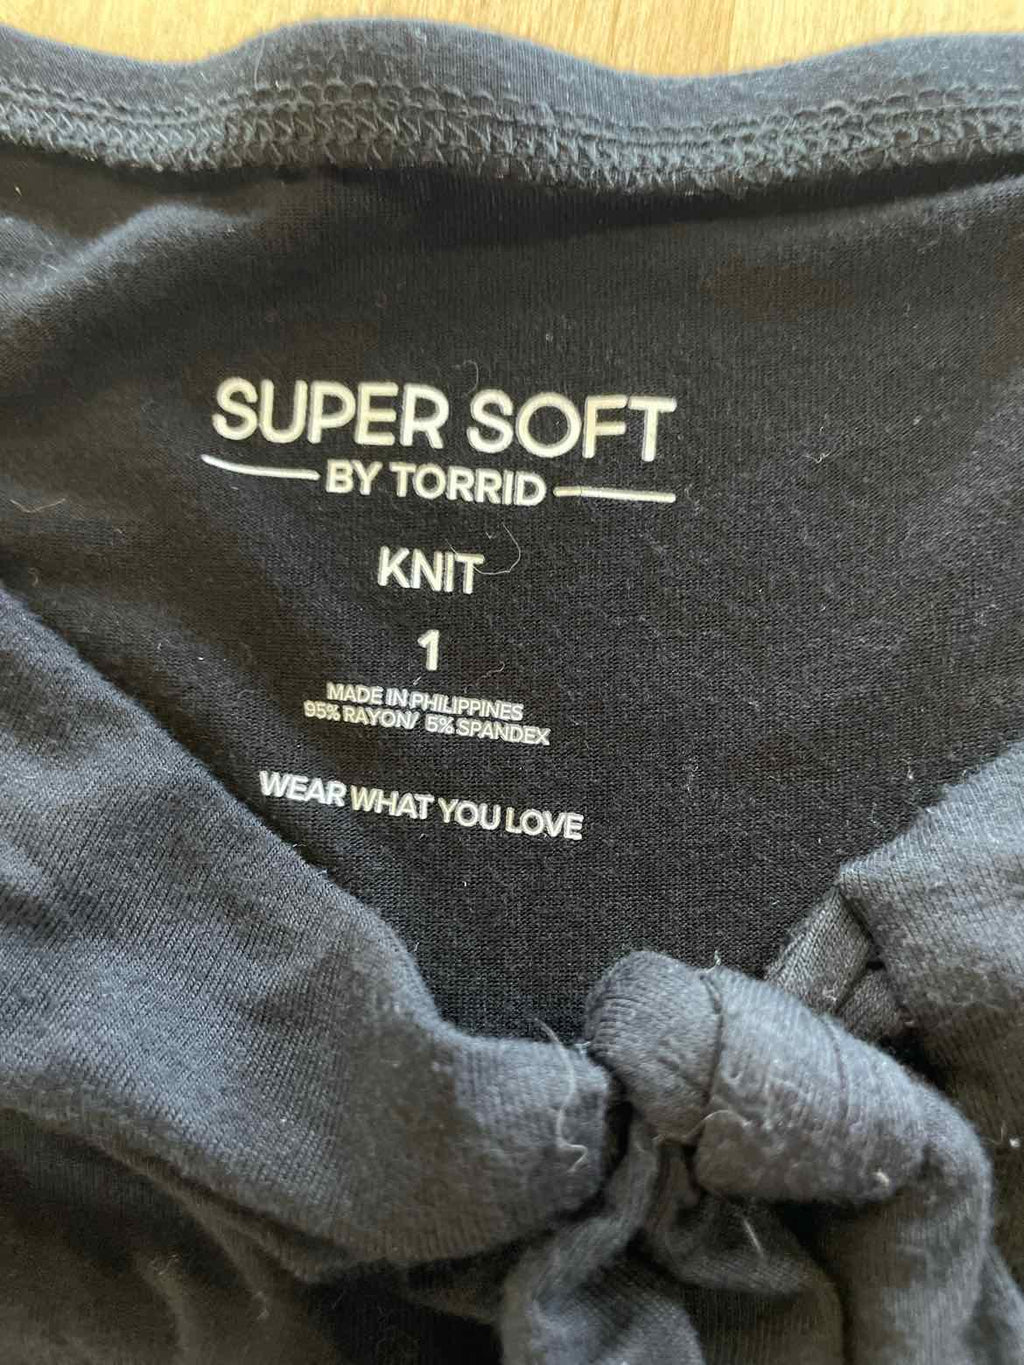 SUPER SOFT
BY TORRID
KNIT
1
MADE IN PHILIPPINES
95% RAYON/ 5% SPANDEX
WEAR WHAT YOU LOVE